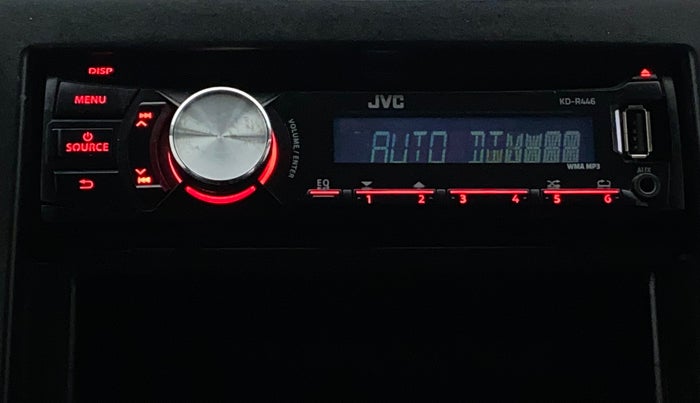 DISP
MENU
SOURCE
VOLUME / ENTER
JVC
KD-R446
AUTO
WMA MP3
AUX
EQ
1 2 3 4 5 6